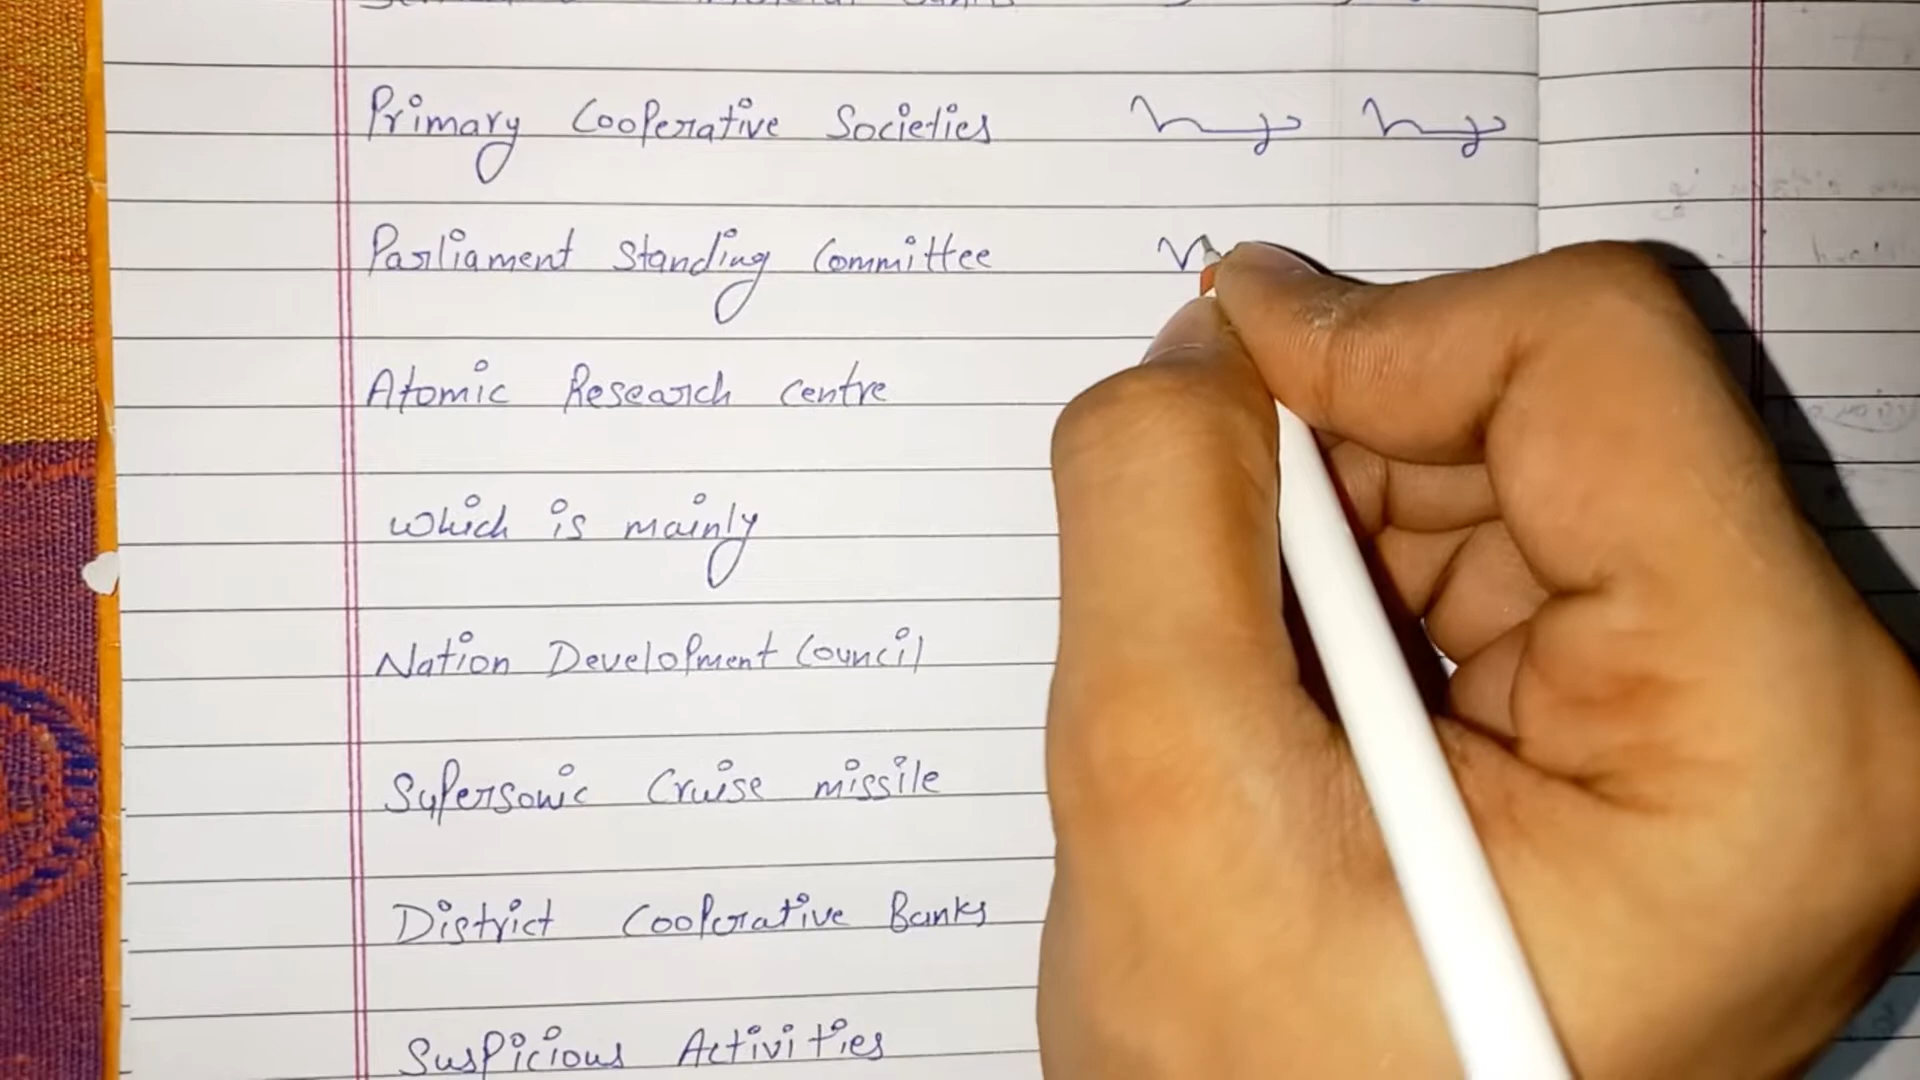 Primary Cooperative Societies
Parliament Standing Committee
Atomic Research centre
which is mainly
Nation Development Council
Supersonic Cruise missile
District Cooperative Banks
Suspicious Activities